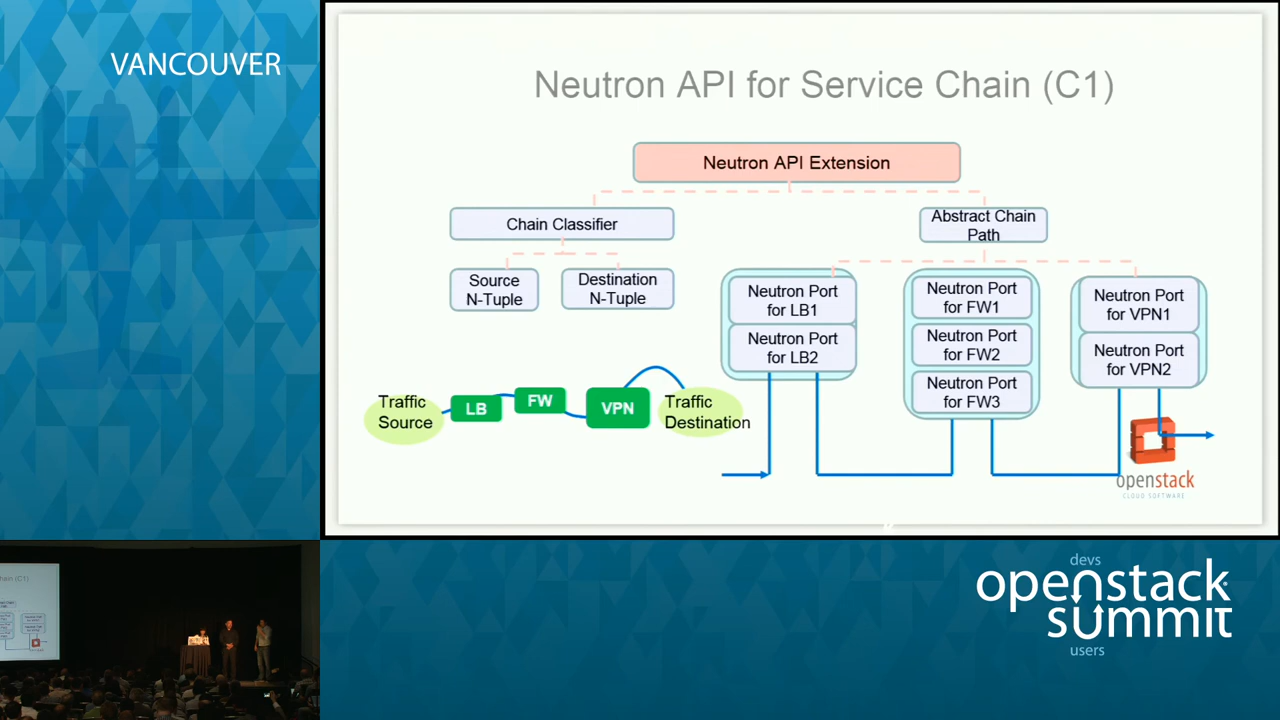 VANCOUVER
Neutron API for Service Chain (C1)
Neutron API Extension
Chain Classifier
Abstract Chain
Path
Source
N-Tuple
Destination
N-Tuple
Neutron Port
for LB1
Neutron Port
for LB2
Neutron Port
for FW1
Neutron Port
for FW2
Neutron Port
for FW3
Neutron Port
for VPN1
Neutron Port
for VPN2
Traffic
Source
LB
FW
VPN
Traffic
Destination
openstack
CLOUD SOFTWARE
devs
openstack
summit
users